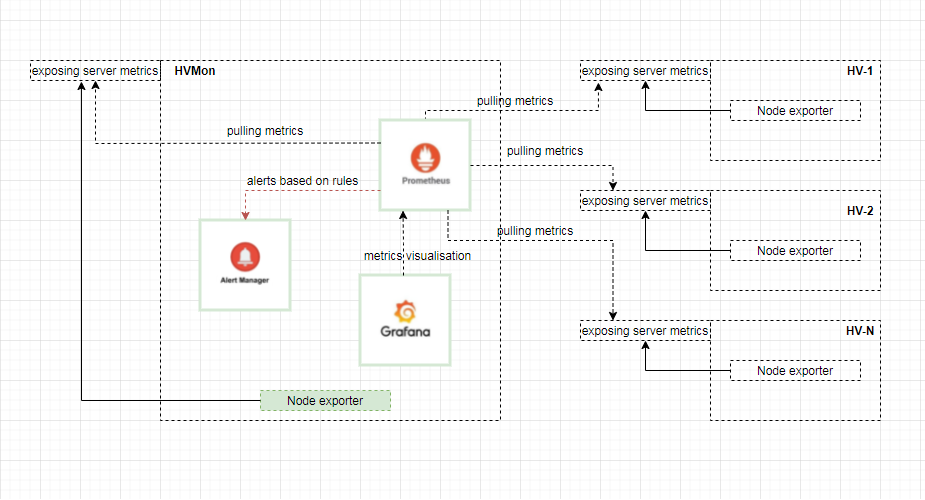 exposing server metrics
HVMon
exposing server metrics
HV-1
pulling metrics
Node exporter
pulling metrics
pulling metrics
Prometheus
alerts based on rules
exposing server metrics
HV-2
pulling metrics
Node exporter
metrics visualisation
Alert Manager
Grafana
exposing server metrics
HV-N
Node exporter
Node exporter